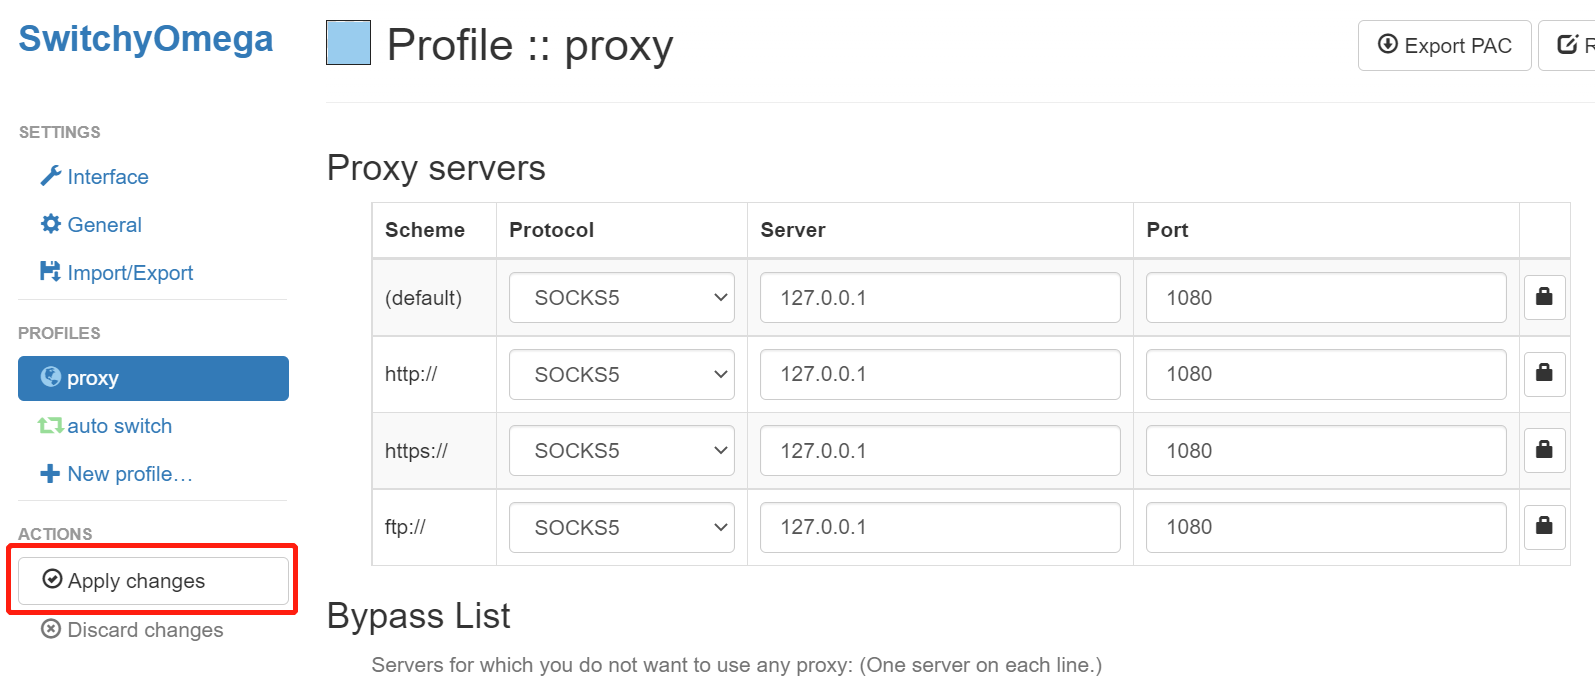 SwitchyOmega
SETTINGS
Interface
General
Import/Export
PROFILES
proxy
auto switch
New profile…
ACTIONS
Apply changes
Discard changes
Profile :: proxy
Export PAC
Proxy servers
Scheme Protocol Server Port
(default) SOCKS5 127.0.0.1 1080
http:// SOCKS5 127.0.0.1 1080
https:// SOCKS5 127.0.0.1 1080
ftp:// SOCKS5 127.0.0.1 1080
Bypass List
Servers for which you do not want to use any proxy: (One server on each line.)